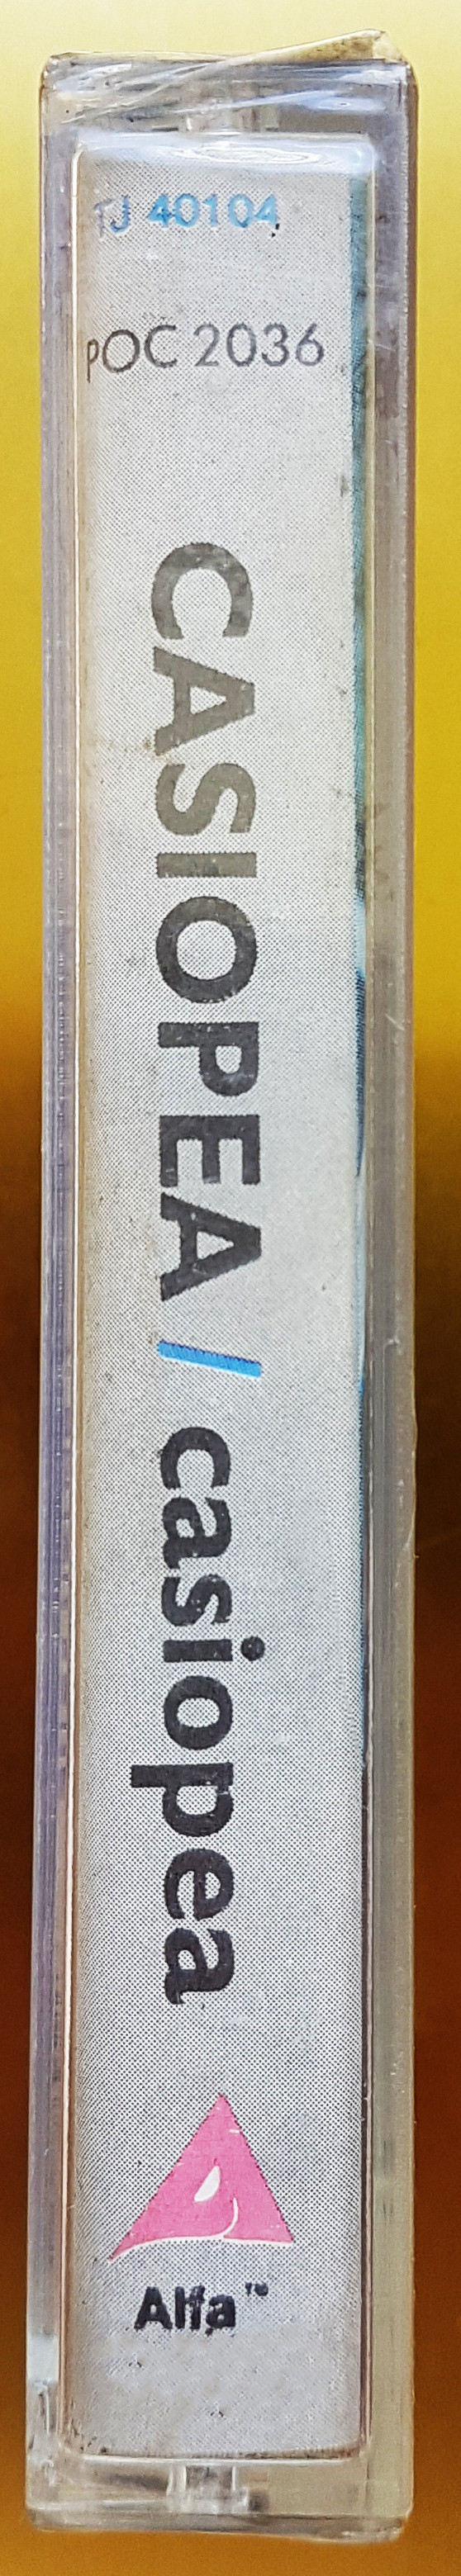 TJ 40104
POC 2036
CASIOPEA / casiopea
Alfa™